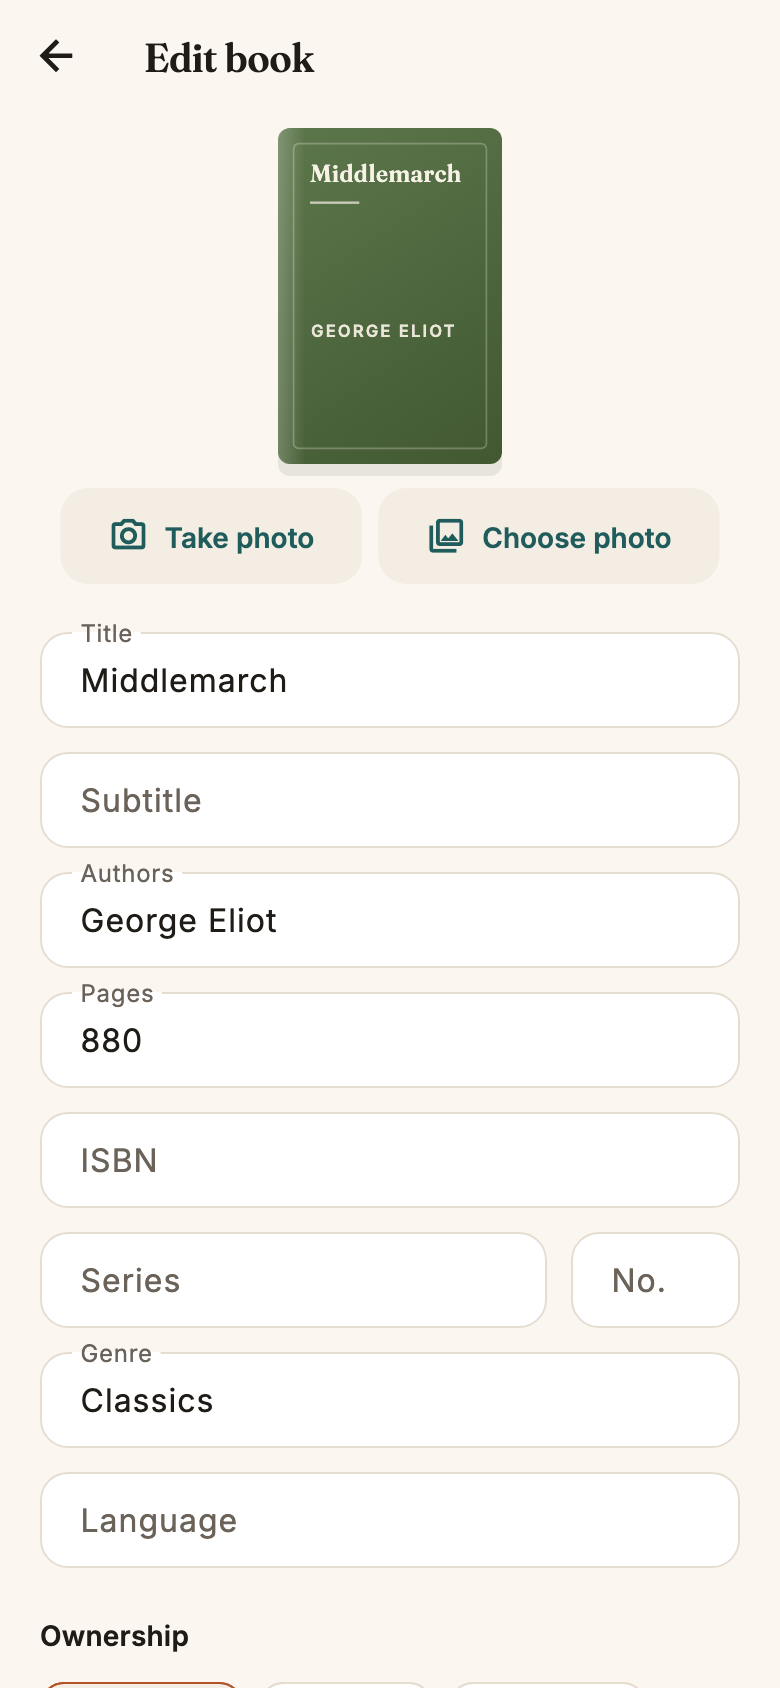 Edit book
Middlemarch
GEORGE ELIOT
Take photo
Choose photo
Title
Middlemarch
Subtitle
Authors
George Eliot
Pages
880
ISBN
Series
No.
Genre
Classics
Language
Ownership